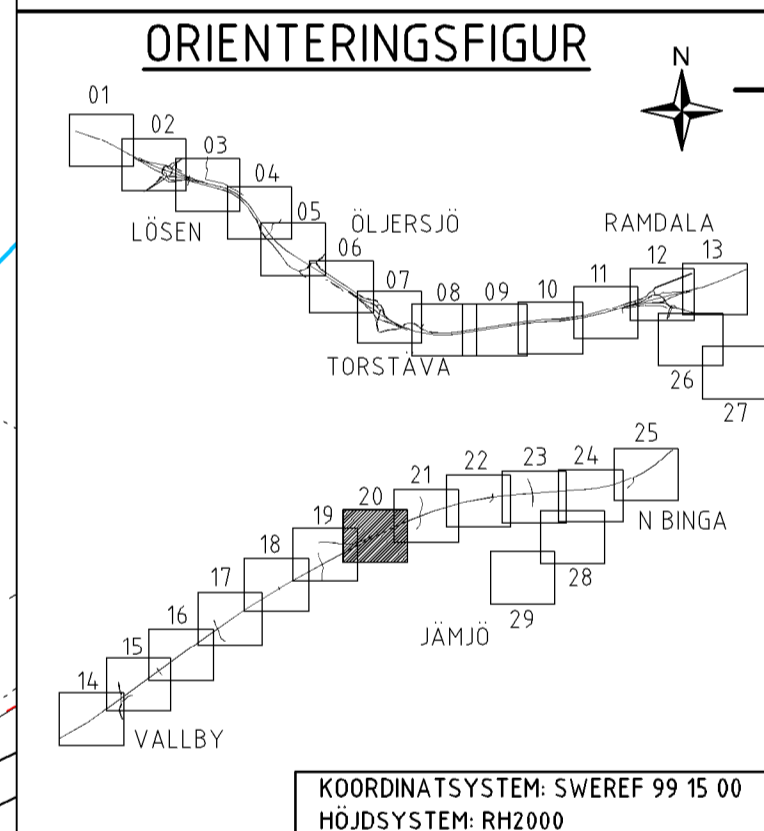 ORIENTERINGSFIGUR
N
01
02
03
04
LÖSEN
05
ÖLJERSJÖ
RAMDALA
06
07
08
09
10
11
12
13
TORSTÄVA
26
27
25
24
23
22
21
20
N BINGA
19
18
28
17
29
JÄMJÖ
16
15
14
VALLBY
KOORDINATSYSTEM: SWEREF 99 15 00
HÖJDSYSTEM: RH2000